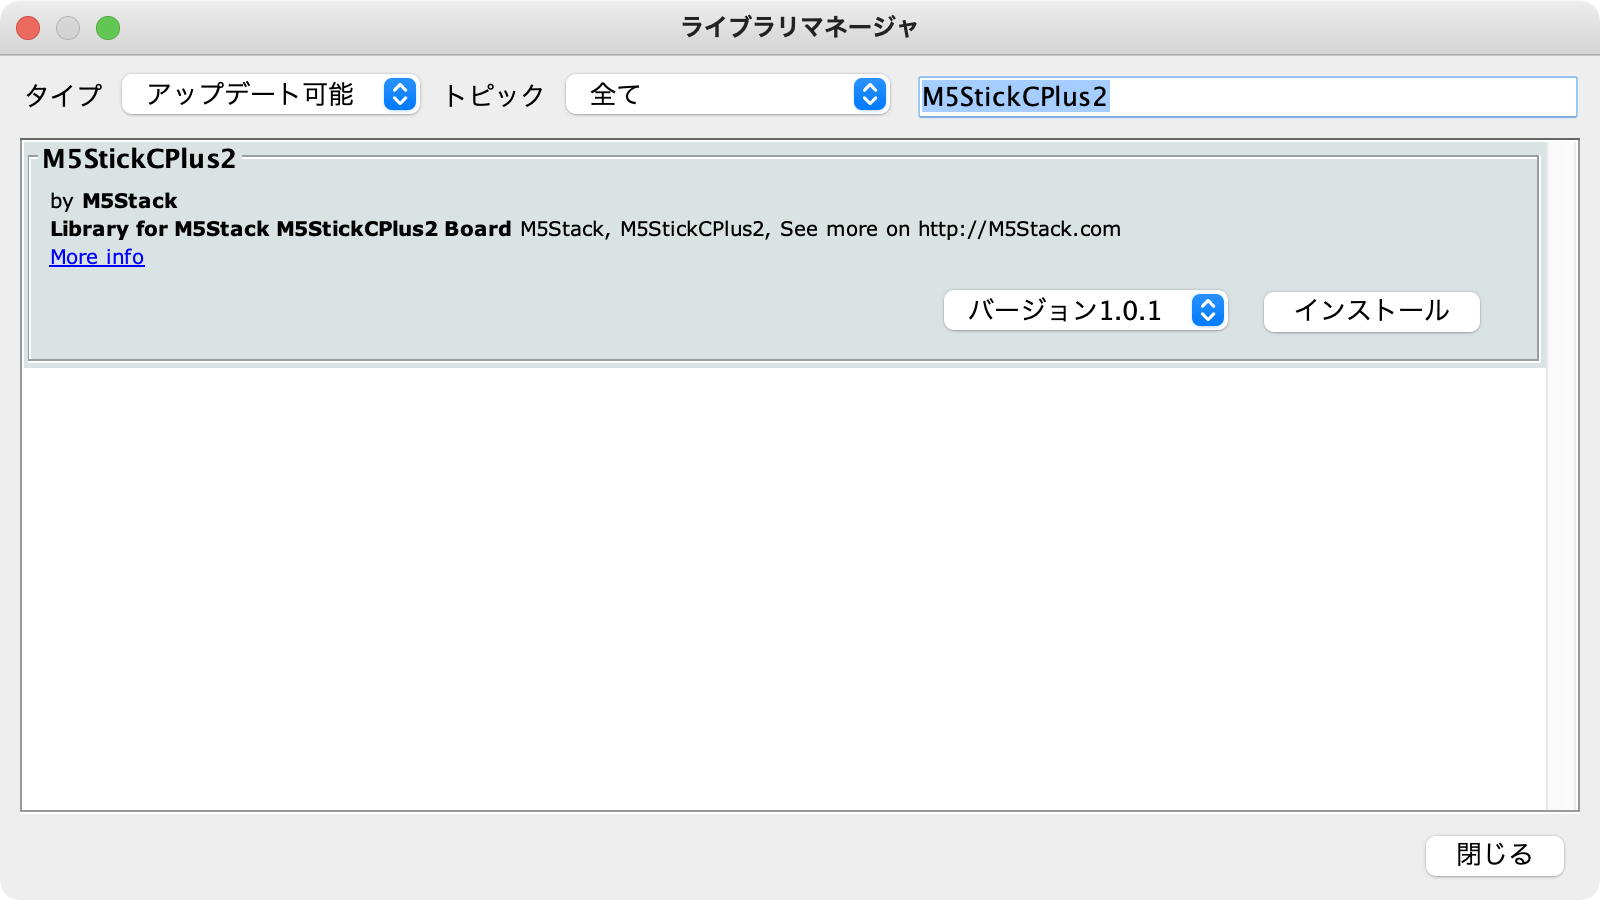 ライブラリマネージャ
タイプ アップデート可能 トピック 全て M5StickCPlus2
M5StickCPlus2
by M5Stack
Library for M5Stack M5StickCPlus2 Board M5Stack, M5StickCPlus2, See more on http://M5Stack.com
More info
バージョン1.0.1 インストール
閉じる